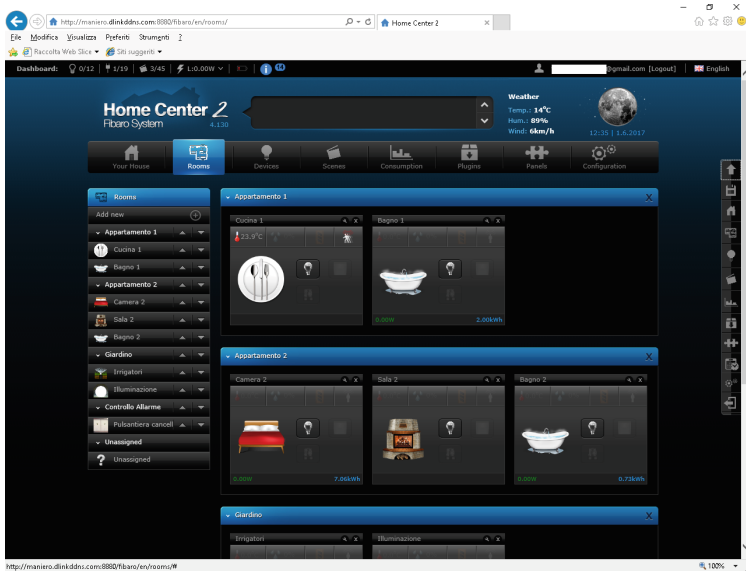 http://maniero.dlinkddns.com:8880/fibaro/en/rooms/
Home Center 2
File Modifica Visualizza Preferiti Strumenti ?
Raccolta Web Slice Siti suggeriti
Dashboard: 0/12 1/19 3/45 L:0.00W 14 @gmail.com [Logout] English
Home Center 2
Fibaro System 4.130
Weather
Temp.: 14°C
Hum.: 89%
Wind: 6km/h
12:35 | 1.6.2017
Your House Rooms Devices Scenes Consumption Plugins Panels Configuration
Rooms
Add new
Appartamento 1
Cucina 1
Bagno 1
Appartamento 2
Camera 2
Sala 2
Bagno 2
Giardino
Irrigatori
Illuminazione
Controllo Allarme
Pulsantiera cancell
Unassigned
Unassigned
Appartamento 1 X
Cucina 1 X Bagno 1 X
23.9°C
0.00W 2.00kWh
Appartamento 2 X
Camera 2 X Sala 2 X Bagno 2 X
0.00W 7.06kWh 0.00W 0.73kWh
Giardino X
Irrigatori X Illuminazione X
http://maniero.dlinkddns.com:8880/fibaro/en/rooms/#
100%